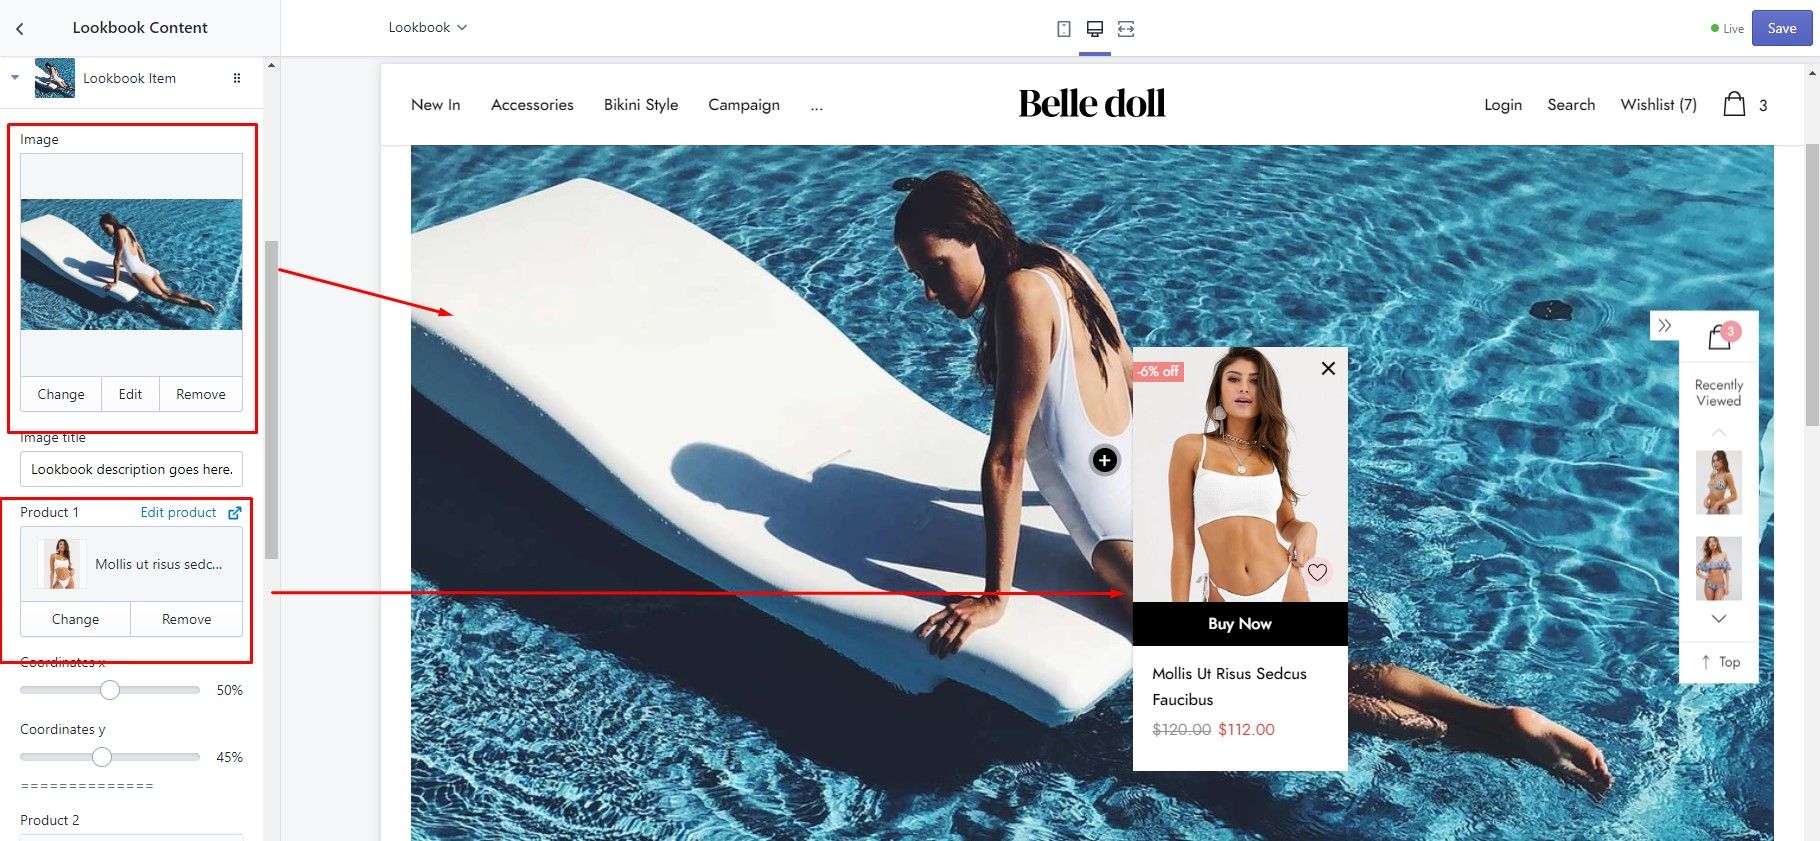 Lookbook Content
Lookbook
Live
Save
Lookbook Item
Image
Change
Edit
Remove
Image title
Lookbook description goes here.
Product 1
Edit product
Mollis ut risus sedc...
Change
Remove
Coordinates x
50%
Coordinates y
45%
==============
Product 2
New In
Accessories
Bikini Style
Campaign
...
Belle doll
Login
Search
Wishlist (7)
3
-6% off
Buy Now
Mollis Ut Risus Sedcus
Faucibus
$120.00 $112.00
3
Recently
Viewed
Top